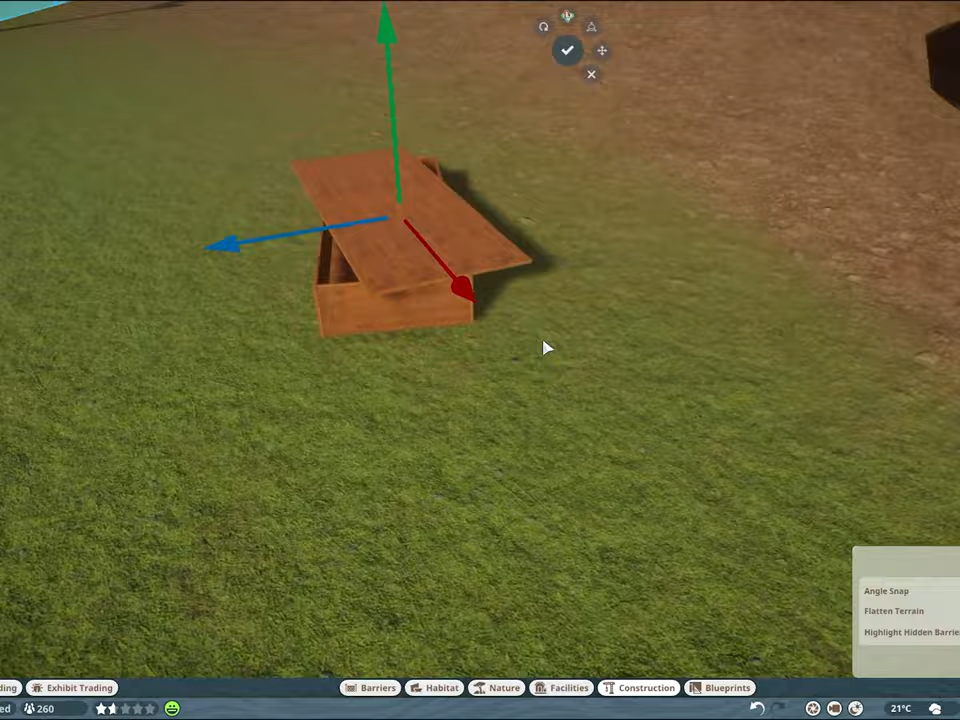 Angle Snap
Flatten Terrain
Highlight Hidden Barrie
ding Exhibit Trading Barriers Habitat Nature Facilities Construction Blueprints
ed 260 21°C